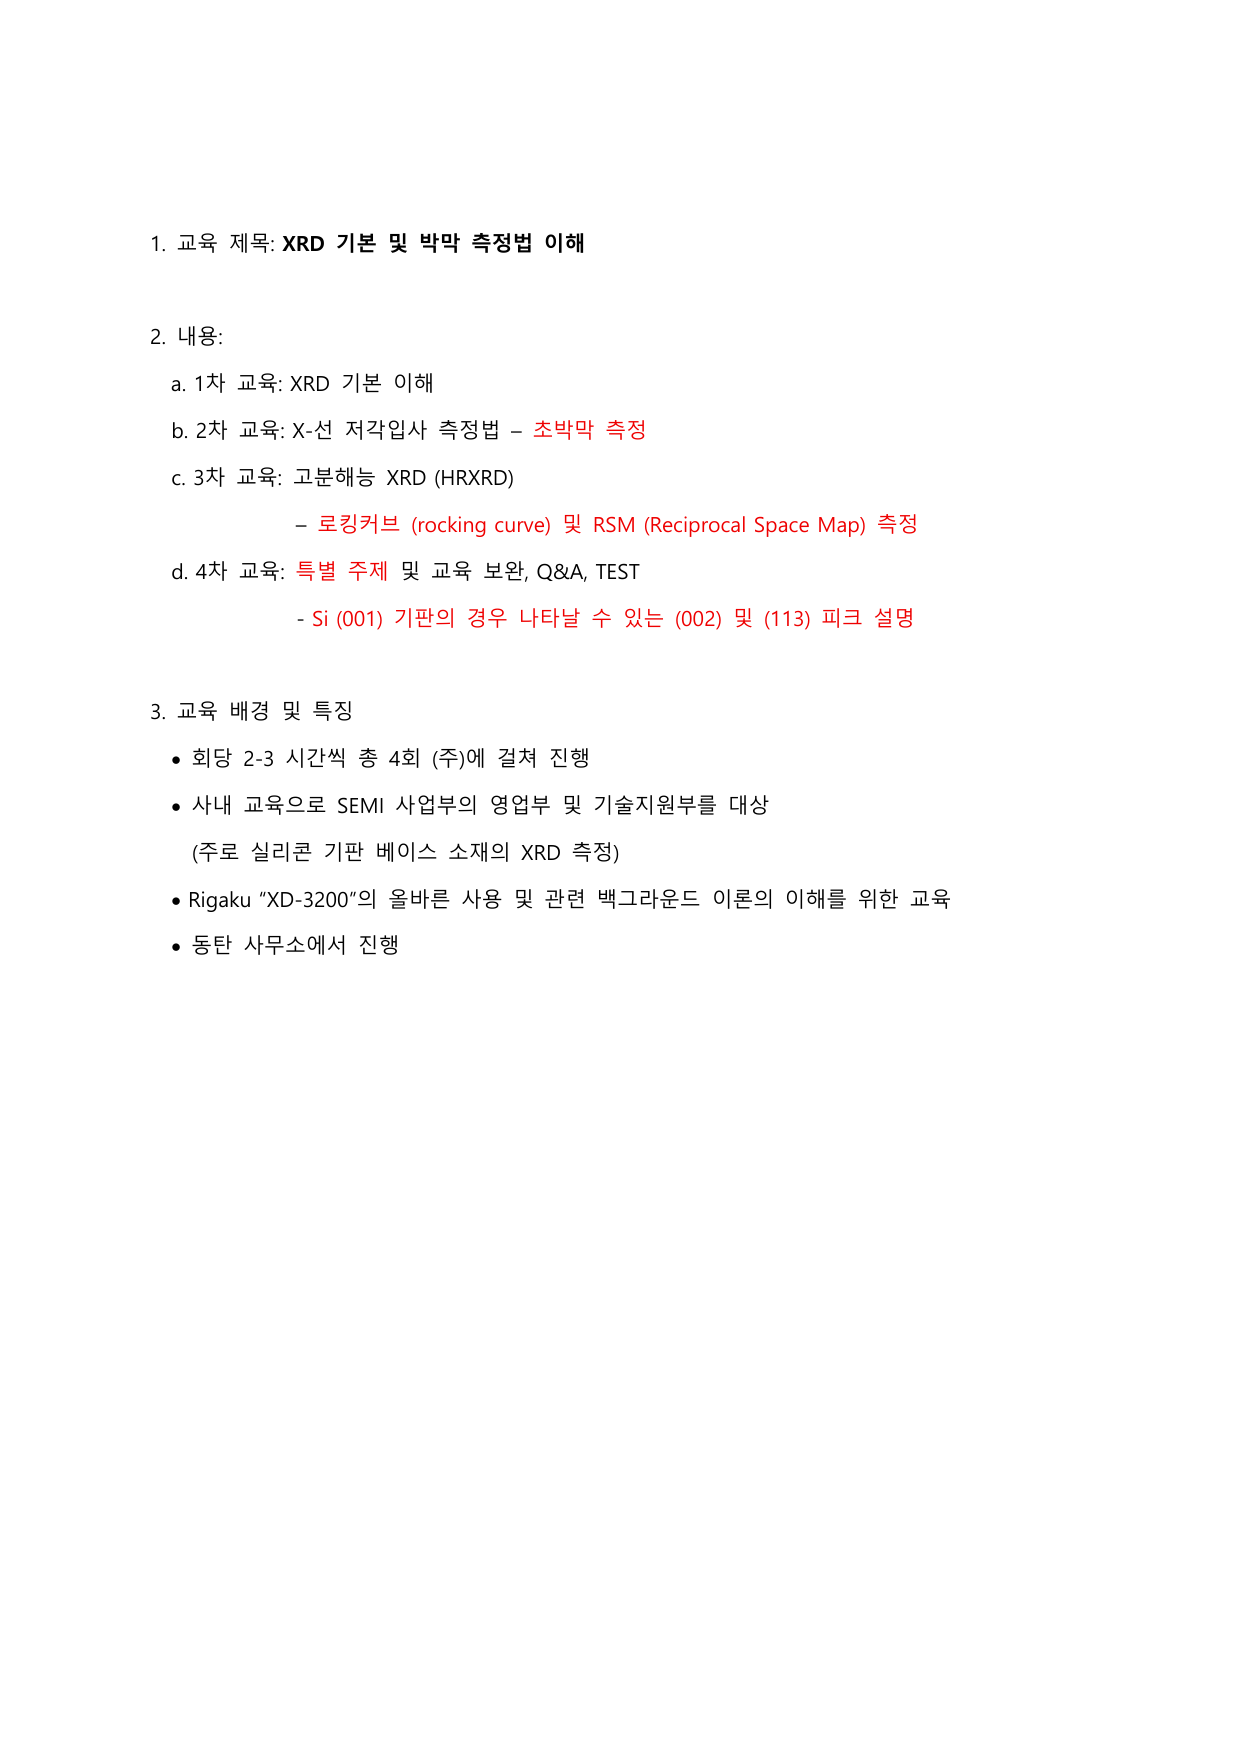 1. 교육 제목: XRD 기본 및 박막 측정법 이해
2. 내용:
a. 1차 교육: XRD 기본 이해
b. 2차 교육: X-선 저각입사 측정법 – 초박막 측정
c. 3차 교육: 고분해능 XRD (HRXRD)
– 로킹커브 (rocking curve) 및 RSM (Reciprocal Space Map) 측정
d. 4차 교육: 특별 주제 및 교육 보완, Q&A, TEST
- Si (001) 기판의 경우 나타날 수 있는 (002) 및 (113) 피크 설명
3. 교육 배경 및 특징
• 회당 2-3 시간씩 총 4회 (주)에 걸쳐 진행
• 사내 교육으로 SEMI 사업부의 영업부 및 기술지원부를 대상
(주로 실리콘 기판 베이스 소재의 XRD 측정)
• Rigaku “XD-3200”의 올바른 사용 및 관련 백그라운드 이론의 이해를 위한 교육
• 동탄 사무소에서 진행